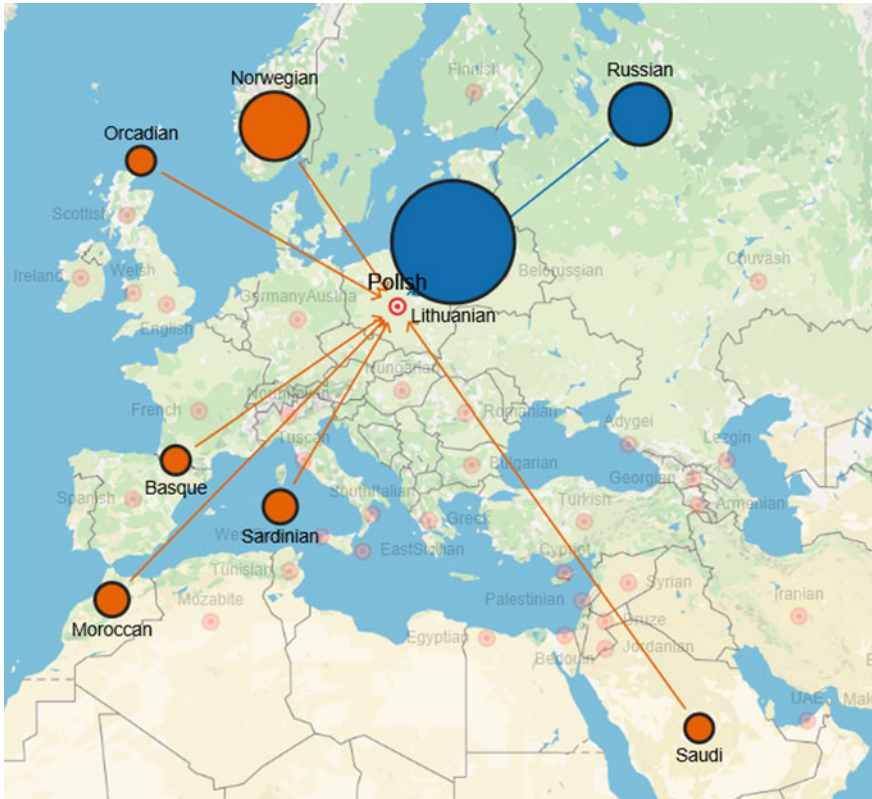 Norwegian
Finnish
Russian
Orcadian
Scottish
Ireland
Welsh
English
GermanyAustria
Polish
Belorussian
Chuvash
Lithuanian
Hungarian
French
Romanian
Tuscan
Adygei
Lezgin
Bulgarian
Georgian
Basque
Spanish
SouthItalian
Armenian
Turkish
Greek
Sardinian
EastSicilian
Cypriot
Tunisian
Syrian
Iranian
Mozabite
Palestinian
Druze
Moroccan
Egyptian
Jordanian
Bedouin
UAE
Saudi